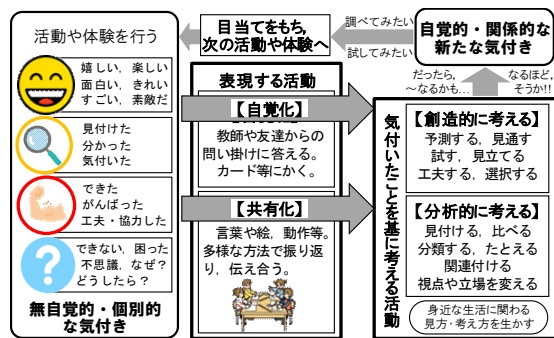 活動や体験を行う
嬉しい，楽しい
面白い，きれい
すごい，素敵だ
見付けた
分かった
気付いた
できた
がんばった
工夫・協力した
?
できない，困った
不思議，なぜ？
どうしたら？
無自覚的・個別的
な気付き
目当てをもち，
次の活動や体験へ
調べてみたい
試してみたい
自覚的・関係的な
新たな気付き
だったら，
～なるかも…
なるほど，
そうか!!
表現する活動
【自覚化】
教師や友達からの
問い掛けに答える。
カード等にかく。
【共有化】
言葉や絵，動作等。
多様な方法で振り返
り，伝え合う。
気付いたことを基に考える活動
【創造的に考える】
予測する，見通す
試す，見立てる
工夫する，選択する
【分析的に考える】
見付ける，比べる
分類する，たとえる
関連付ける
視点や立場を変える
身近な生活に関わる
見方・考え方を生かす